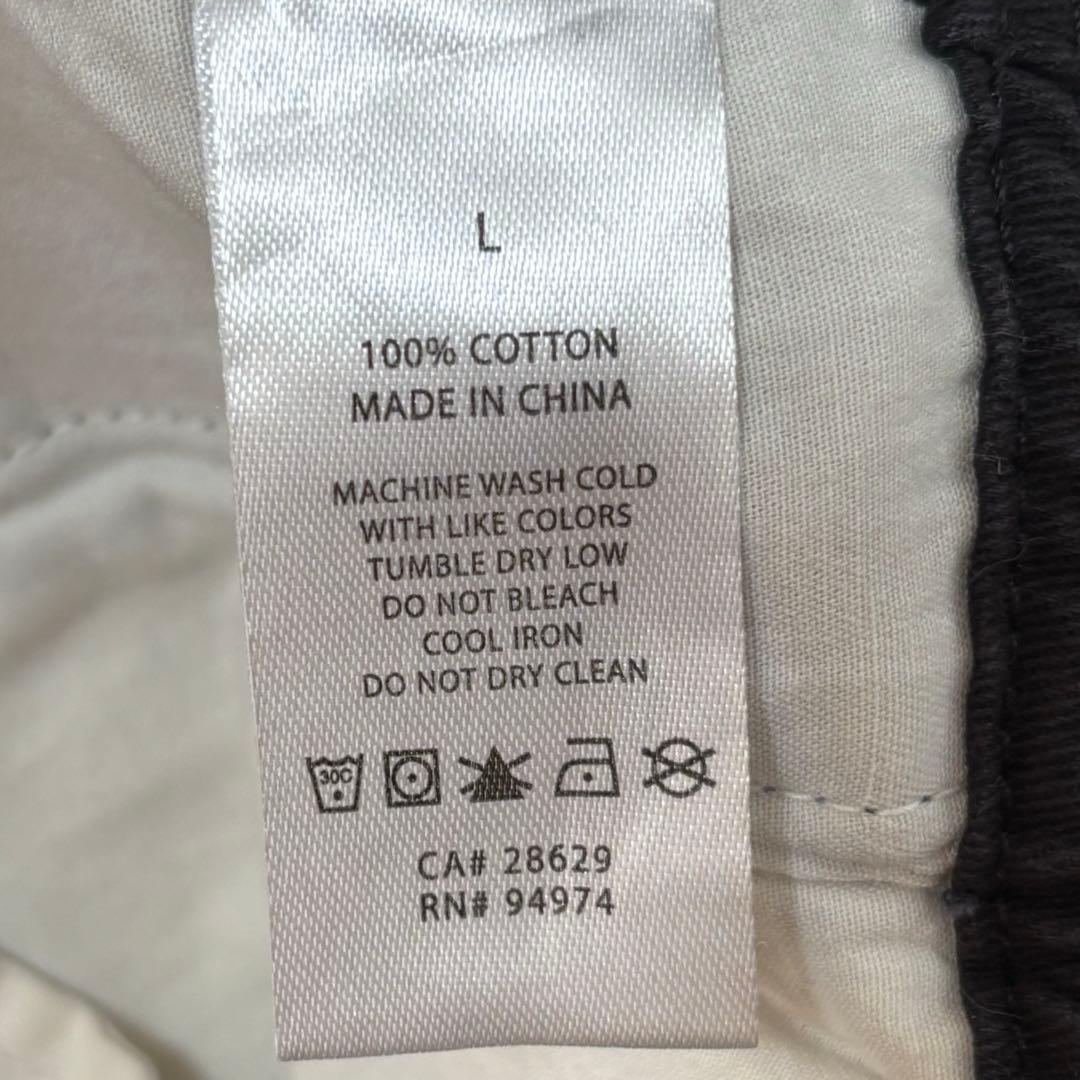 L
100% COTTON
MADE IN CHINA
MACHINE WASH COLD
WITH LIKE COLORS
TUMBLE DRY LOW
DO NOT BLEACH
COOL IRON
DO NOT DRY CLEAN
30C
CA# 28629
RN# 94974